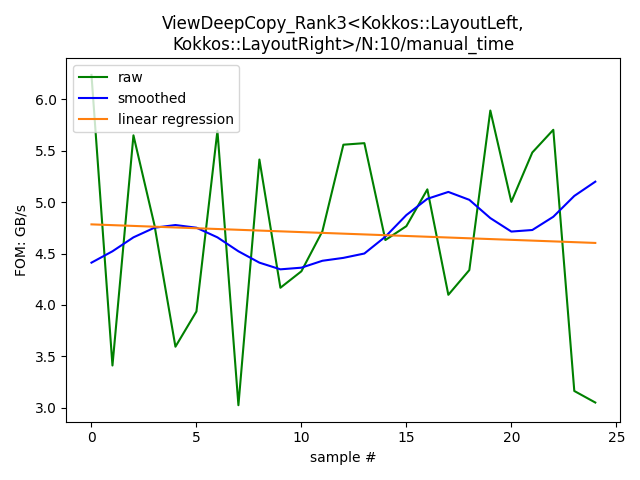 ViewDeepCopy_Rank3<Kokkos::LayoutLeft,
Kokkos::LayoutRight>/N:10/manual_time
raw
smoothed
linear regression
FOM: GB/s
6.0
5.5
5.0
4.5
4.0
3.5
3.0
0
5
10
15
20
25
sample #